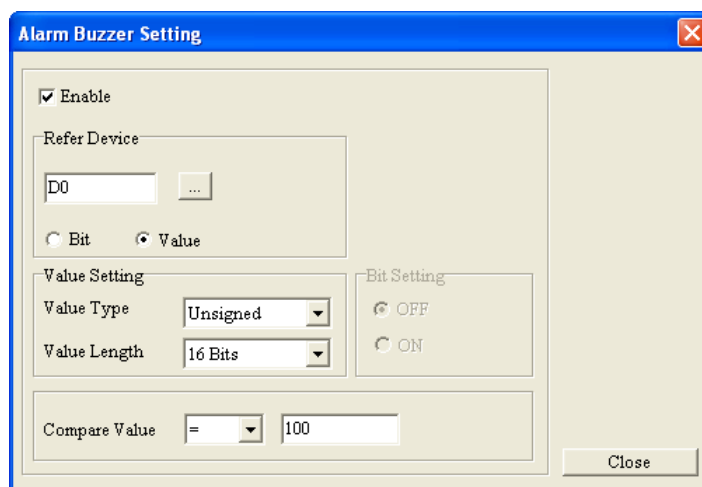 Alarm Buzzer Setting
Enable
Refer Device
D0
...
Bit Value
Value Setting Bit Setting
Value Type Unsigned OFF
Value Length 16 Bits ON
Compare Value = 100
Close